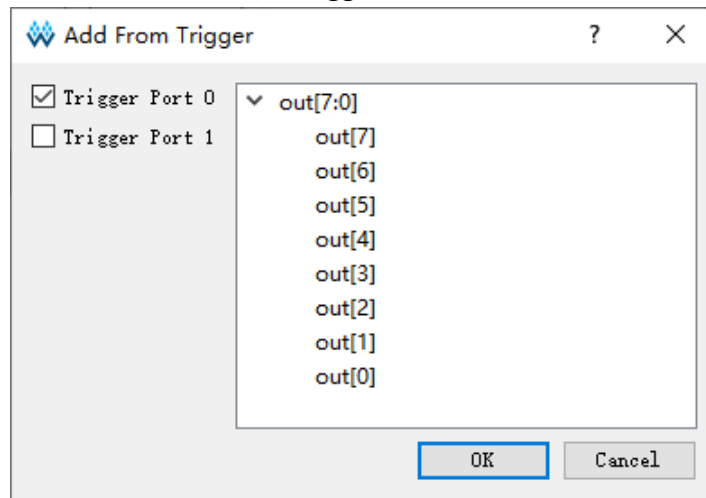 Add From Trigger
Trigger Port 0
Trigger Port 1
out[7:0]
out[7]
out[6]
out[5]
out[4]
out[3]
out[2]
out[1]
out[0]
OK
Cancel